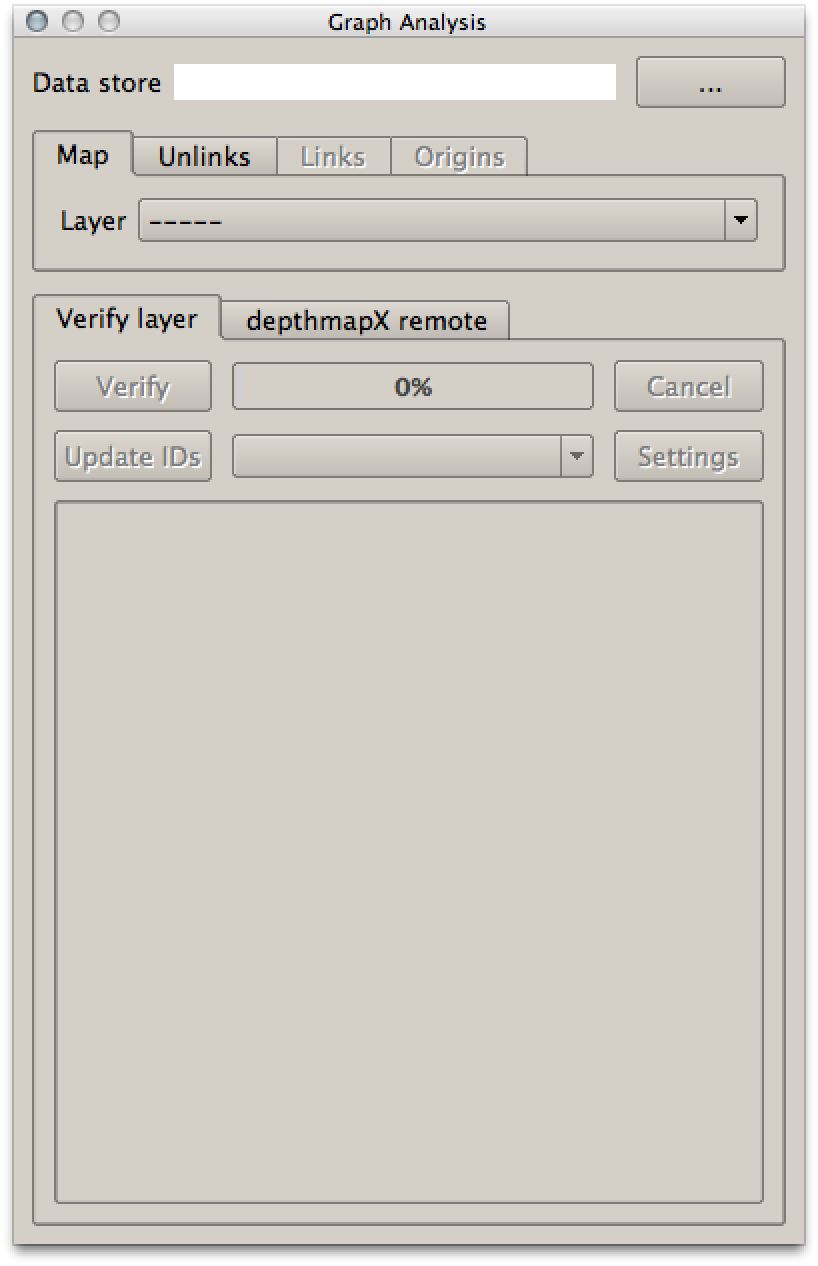 Graph Analysis
Data store ...
Map Unlinks Links Origins
Layer -----
Verify layer depthmapX remote
Verify 0% Cancel
Update IDs Settings